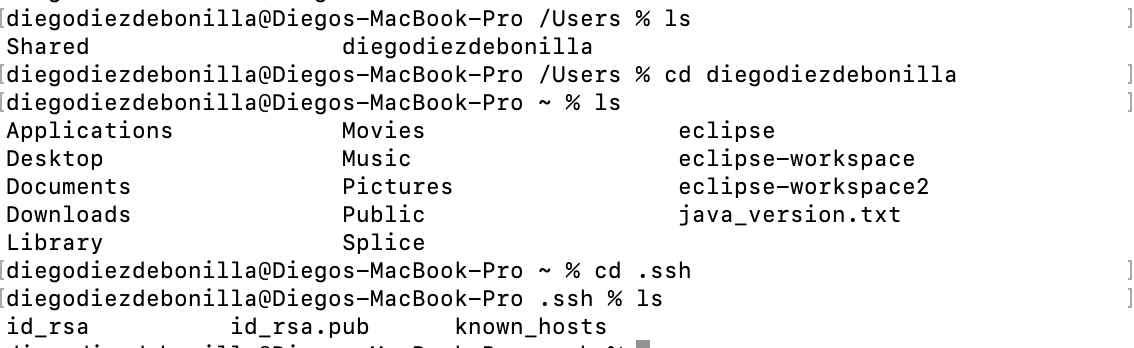 [diegodiezdebonilla@Diegos-MacBook-Pro /Users % ls ]
Shared diegodiezdebonilla
[diegodiezdebonilla@Diegos-MacBook-Pro /Users % cd diegodiezdebonilla ]
[diegodiezdebonilla@Diegos-MacBook-Pro ~ % ls ]
Applications Movies eclipse
Desktop Music eclipse-workspace
Documents Pictures eclipse-workspace2
Downloads Public java_version.txt
Library Splice
[diegodiezdebonilla@Diegos-MacBook-Pro ~ % cd .ssh ]
[diegodiezdebonilla@Diegos-MacBook-Pro .ssh % ls ]
id_rsa id_rsa.pub known_hosts